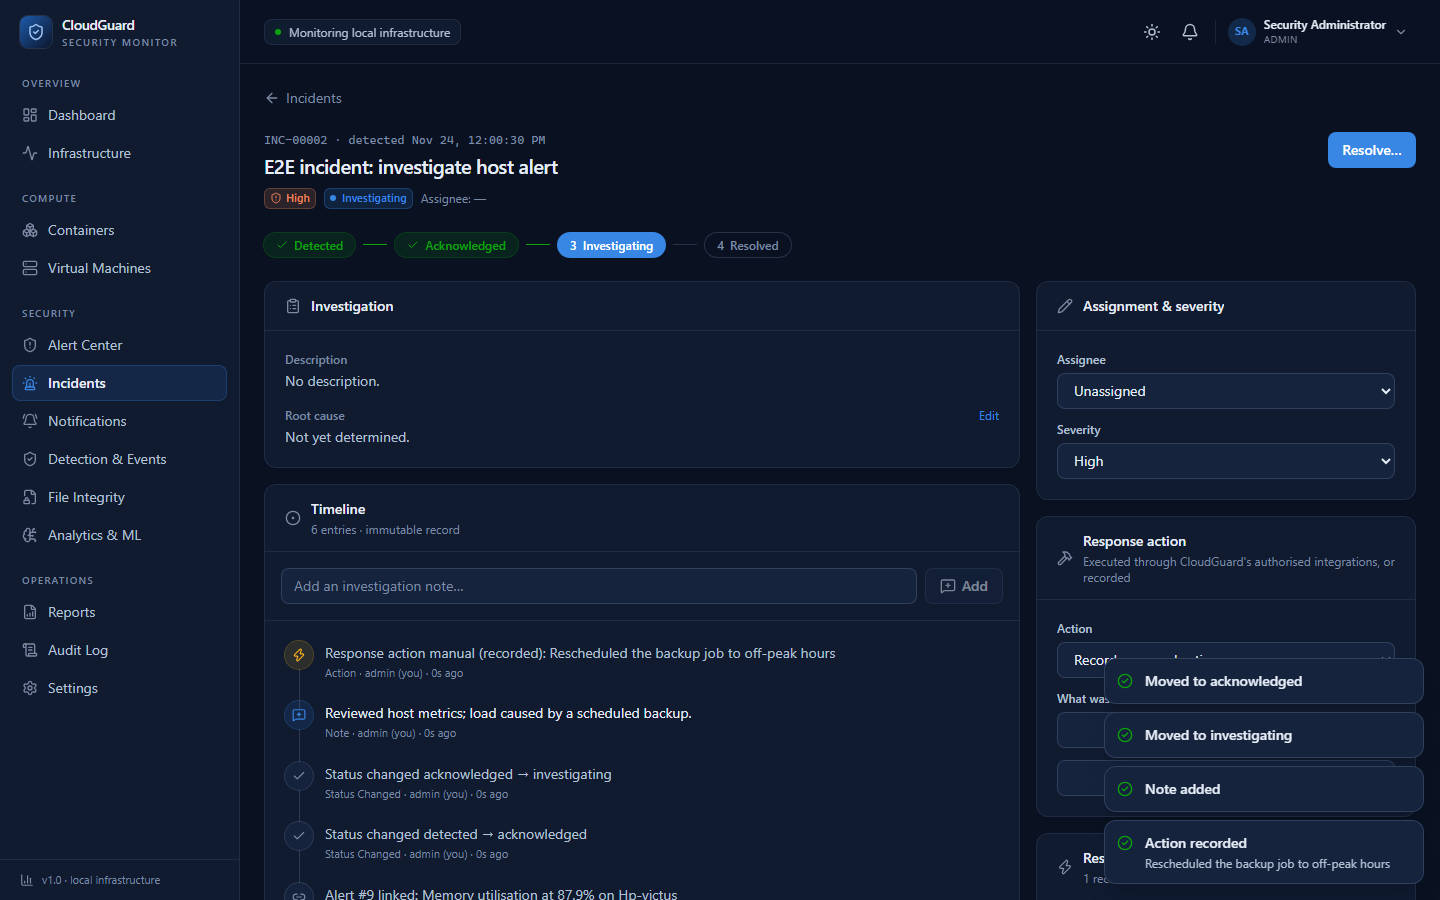 CloudGuard
SECURITY MONITOR
OVERVIEW
Dashboard
Infrastructure
COMPUTE
Containers
Virtual Machines
SECURITY
Alert Center
Incidents
Notifications
Detection & Events
File Integrity
Analytics & ML
OPERATIONS
Reports
Audit Log
Settings
v1.0 · local infrastructure
Monitoring local infrastructure
SA
Security Administrator
ADMIN
Incidents
INC-00002 · detected Nov 24, 12:00:30 PM
E2E incident: investigate host alert
High
Investigating
Assignee: —
Resolve...
Detected
Acknowledged
3 Investigating
4 Resolved
Investigation
Description
No description.
Root cause
Edit
Not yet determined.
Timeline
6 entries · immutable record
Add an investigation note...
Add
Response action manual (recorded): Rescheduled the backup job to off-peak hours
Action · admin (you) · 0s ago
Reviewed host metrics; load caused by a scheduled backup.
Note · admin (you) · 0s ago
Status changed acknowledged → investigating
Status Changed · admin (you) · 0s ago
Status changed detected → acknowledged
Status Changed · admin (you) · 0s ago
Alert #9 linked: Memory utilisation at 87.9% on Hp-victus
Assignment & severity
Assignee
Unassigned
Severity
High
Response action
Executed through CloudGuard's authorised integrations, or
recorded
Action
What was
Moved to acknowledged
Moved to investigating
Note added
Action recorded
Rescheduled the backup job to off-peak hours